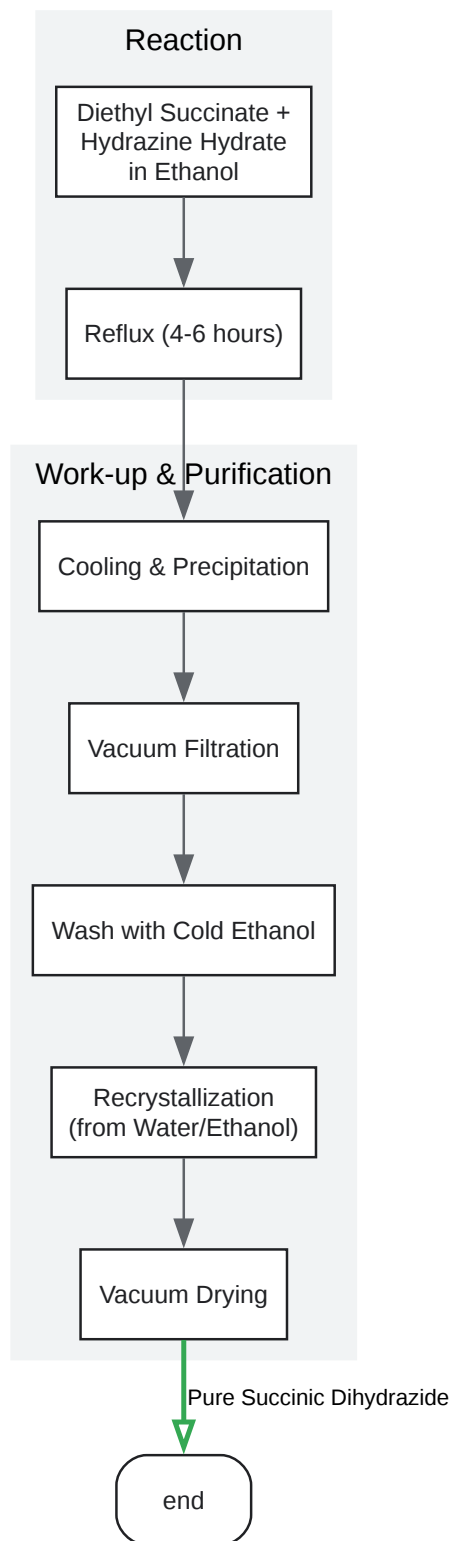 Reaction
Diethyl Succinate +
Hydrazine Hydrate
in Ethanol
Reflux (4-6 hours)
Work-up & Purification
Cooling & Precipitation
Vacuum Filtration
Wash with Cold Ethanol
Recrystallization
(from Water/Ethanol)
Vacuum Drying
Pure Succinic Dihydrazide
end